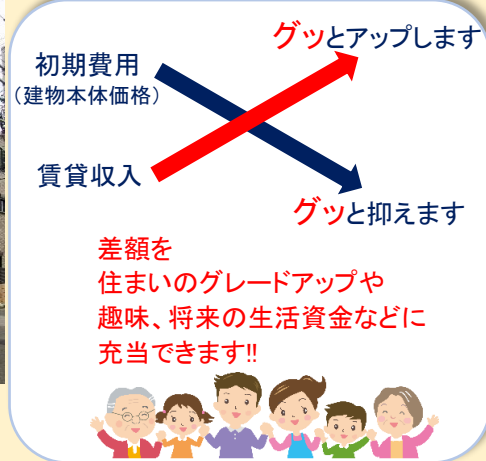 グッとアップします
初期費用
（建物本体価格）
賃貸収入
グッと抑えます
差額を
住まいのグレードアップや
趣味、将来の生活資金などに
充当できます!!